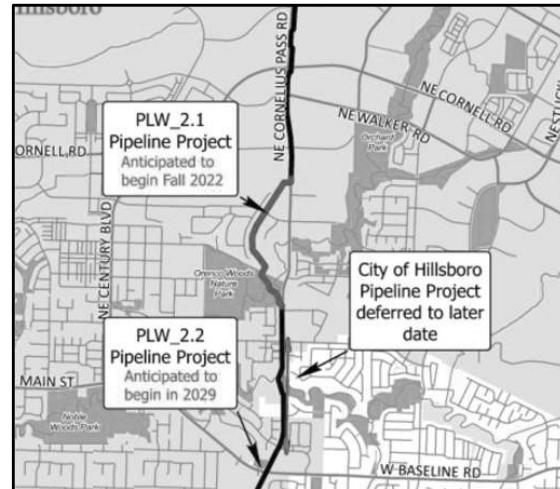 llsboro
NE CORNELIUS PASS RD
PLW_2.1
Pipeline Project
Anticipated to
begin Fall 2022
NE WALKER RD
NE CORNELL RD
Orchard
Park
ORNELL RD
NE CENTURY BLVD
Orenco Woods
Nature
Park
City of Hillsboro
Pipeline Project
deferred to later
date
PLW_2.2
Pipeline Project
Anticipated to
begin in 2029
MAIN ST
Noble
Woods Park
W BASELINE RD